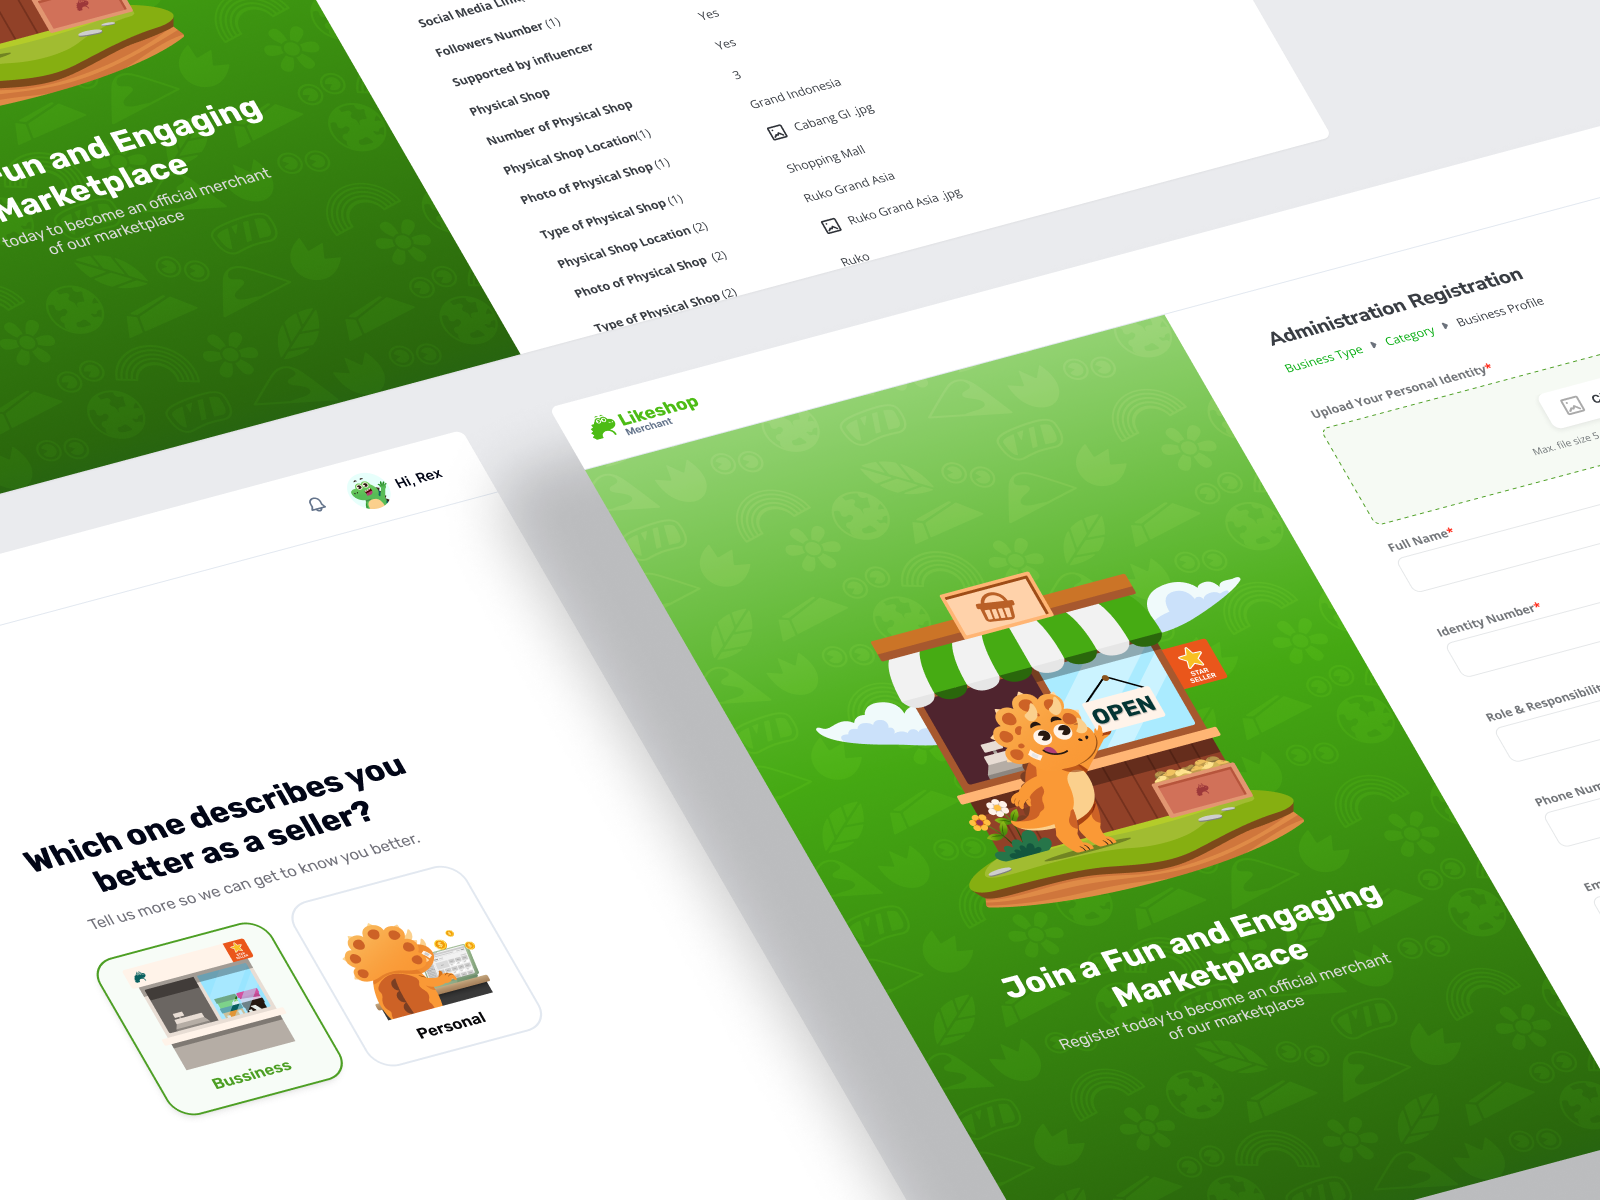 Social Media Link
Followers Number (1)
Yes
Supported by influencer
Yes
Physical Shop
3
Number of Physical Shop
Grand Indonesia
Physical Shop Location(1)
Cabang GI .jpg
Photo of Physical Shop (1)
Shopping Mall
Type of Physical Shop (1)
Ruko Grand Asia
Physical Shop Location (2)
Ruko Grand Asia .jpg
Photo of Physical Shop (2)
Ruko
Type of Physical Shop (2)
Fun and Engaging
Marketplace
today to become an official merchant
of our marketplace
Hi, Rex
Which one describes you
better as a seller?
Tell us more so we can get to know you better.
STAR
SELLER
Bussiness
Personal
Likeshop
Merchant
STAR
SELLER
OPEN
Join a Fun and Engaging
Marketplace
Register today to become an official merchant
of our marketplace
Administration Registration
Business Type Category Business Profile
Upload Your Personal Identity*
Max. file size 5
Full Name*
Identity Number*
Role & Responsibilit
Phone Num
Em